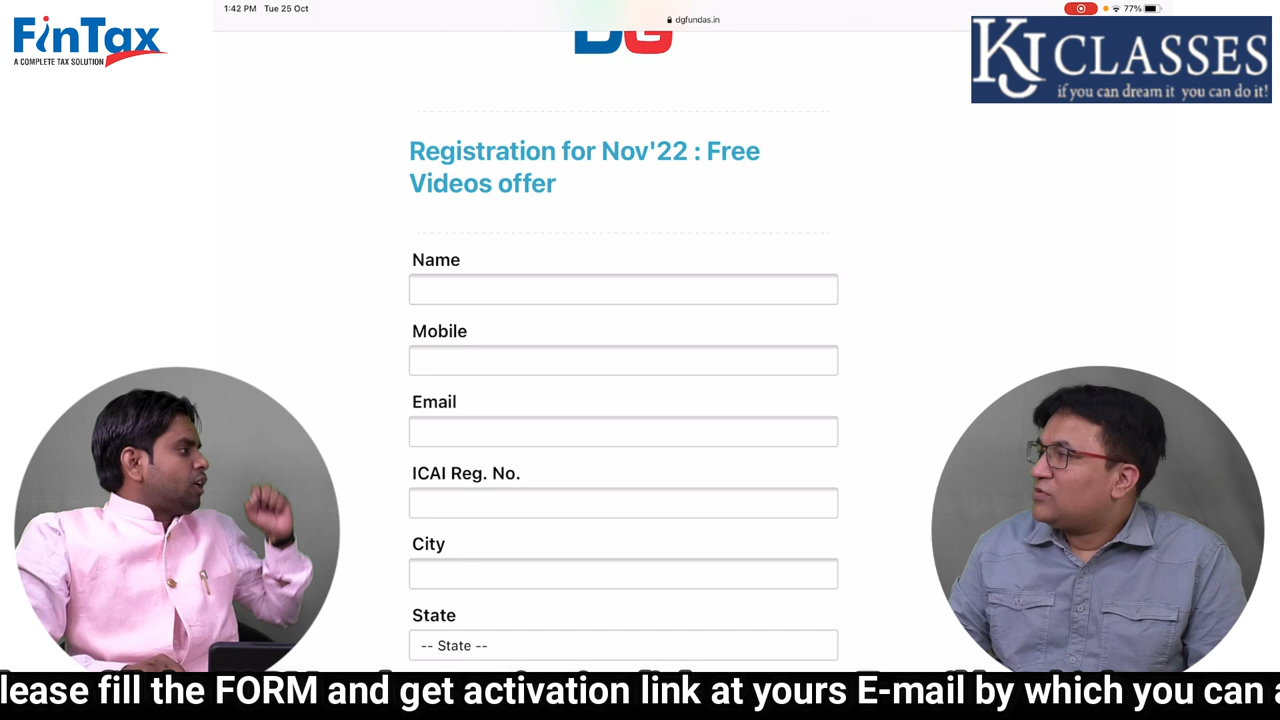 1:42 PM Tue 25 Oct
dgfundas.in
77%
FinTax
A COMPLETE TAX SOLUTION
KJ CLASSES
if you can dream it you can do it!
DG
Registration for Nov'22 : Free
Videos offer
Name
Mobile
Email
ICAI Reg. No.
City
State
-- State --
lease fill the FORM and get activation link at yours E-mail by which you can a